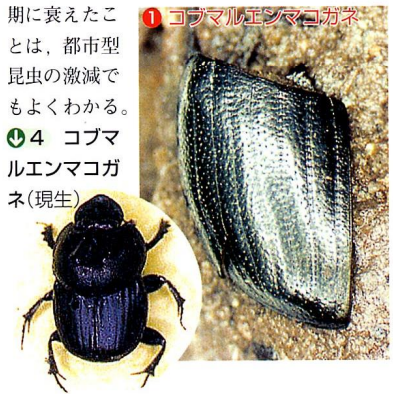 期に衰えたこ
とは，都市型
昆虫の激減で
もよくわかる。
4 コブマ
ルエンマコガ
ネ(現生)
1 コブマルエンマコガネ